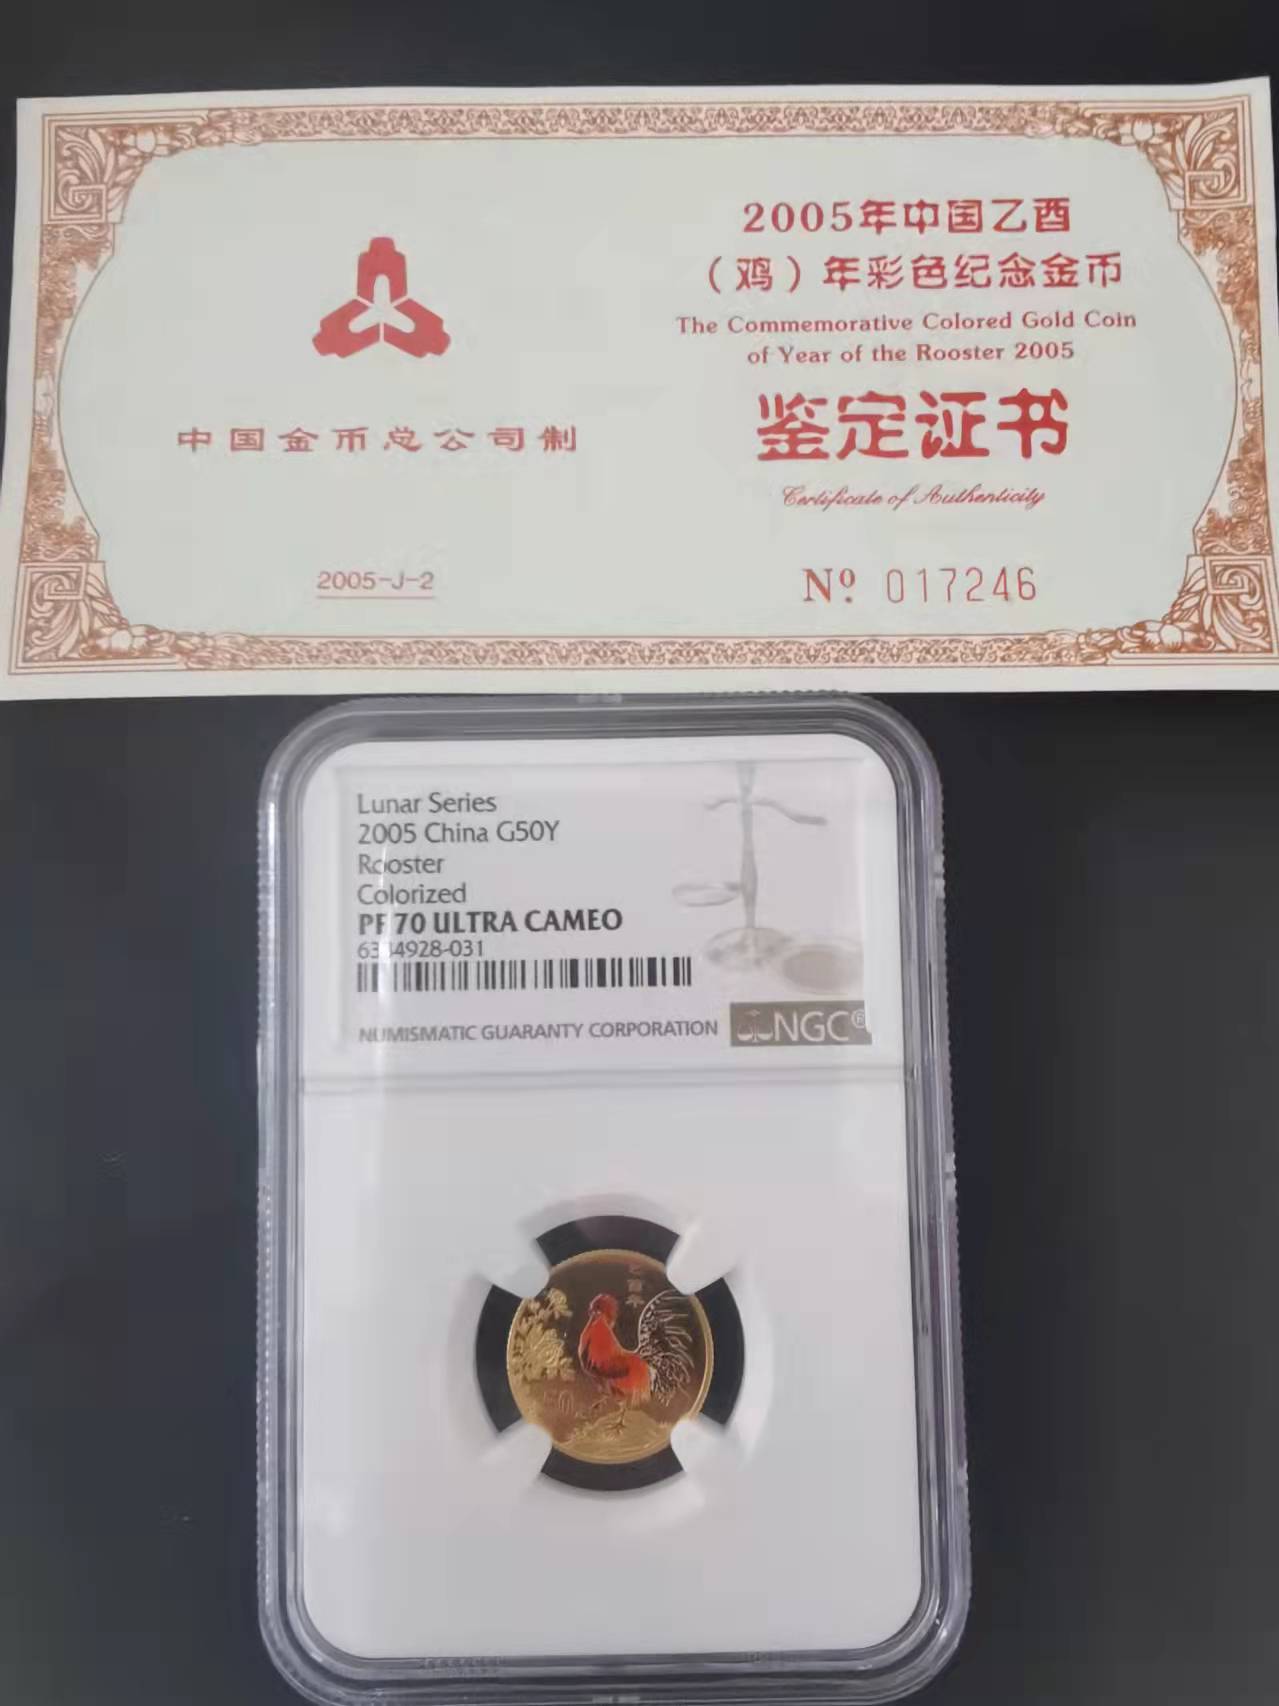 2005年中国乙酉
（鸡）年彩色纪念金币
The Commemorative Colored Gold Coin
of Year of the Rooster 2005
鉴定证书
Certificate of Authenticity
中国金币总公司制
2005-J-2
Nº 017246
Lunar Series
2005 China G50Y
Rooster
Colorized
PF 70 ULTRA CAMEO
4928-031
NUMISMATIC GUARANTY CORPORATION
NGC®
乙酉年
50